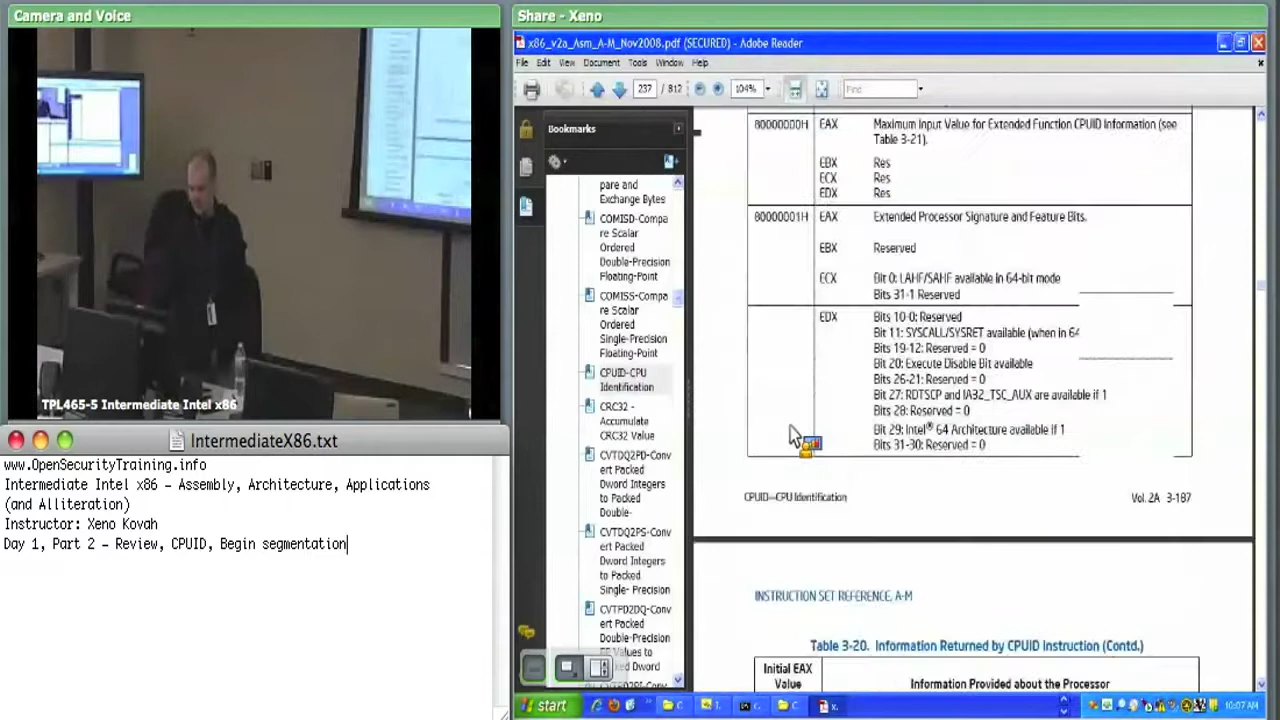 Camera and Voice
TPL465-5 Intermediate Intel x86
IntermediateX86.txt
www.OpenSecurityTraining.info
Intermediate Intel x86 – Assembly, Architecture, Applications
(and Alliteration)
Instructor: Xeno Kovah
Day 1, Part 2 – Review, CPUID, Begin segmentation
Share - Xeno
x86_v2a_Asm_A-M_Nov2008.pdf (SECURED) - Adobe Reader
File Edit View Document Tools Window Help
237 / 812 104% Find
Bookmarks
pare and
Exchange Bytes
COMISD-Compa
re Scalar
Ordered
Double-Precision
Floating-Point
COMISS-Compa
re Scalar
Ordered
Single-Precision
Floating-Point
CPUID-CPU
Identification
CRC32 -
Accumulate
CRC32 Value
CVTDQ2PD-Conv
ert Packed
Dword Integers
to Packed
Double-
CVTDQ2PS-Conv
ert Packed
Dword Integers
to Packed
Single- Precision
CVTPD2DQ-Conv
ert Packed
Double-Precision
Values to
ked Dword
80000000H EAX Maximum Input Value for Extended Function CPUID Information (see
Table 3-21).
EBX Res
ECX Res
EDX Res
80000001H EAX Extended Processor Signature and Feature Bits.
EBX Reserved
ECX Bit 0: LAHF/SAHF available in 64-bit mode
Bits 31-1 Reserved
EDX Bits 10-0: Reserved
Bit 11: SYSCALL/SYSRET available (when in 64
Bits 19-12: Reserved = 0
Bit 20: Execute Disable Bit available
Bits 26-21: Reserved = 0
Bit 27: RDTSCP and IA32_TSC_AUX are available if 1
Bits 28: Reserved = 0
Bit 29: Intel® 64 Architecture available if 1
Bits 31-30: Reserved = 0
CPUID—CPU Identification Vol. 2A 3-187
INSTRUCTION SET REFERENCE, A-M
Table 3-20. Information Returned by CPUID Instruction (Contd.)
Initial EAX
Value Information Provided about the Processor
start
10:07 AM